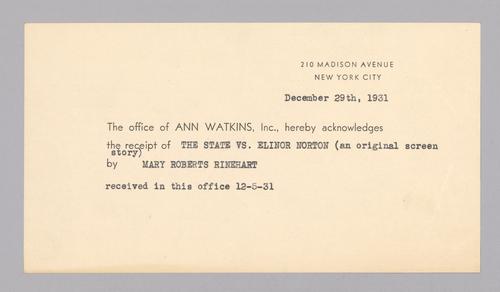 210 MADISON AVENUE
NEW YORK CITY
December 29th, 1931
The office of ANN WATKINS, Inc., hereby acknowledges
the receipt of THE STATE VS. ELINOR NORTON (an original screen
story)
by MARY ROBERTS RINEHART
received in this office 12-5-31